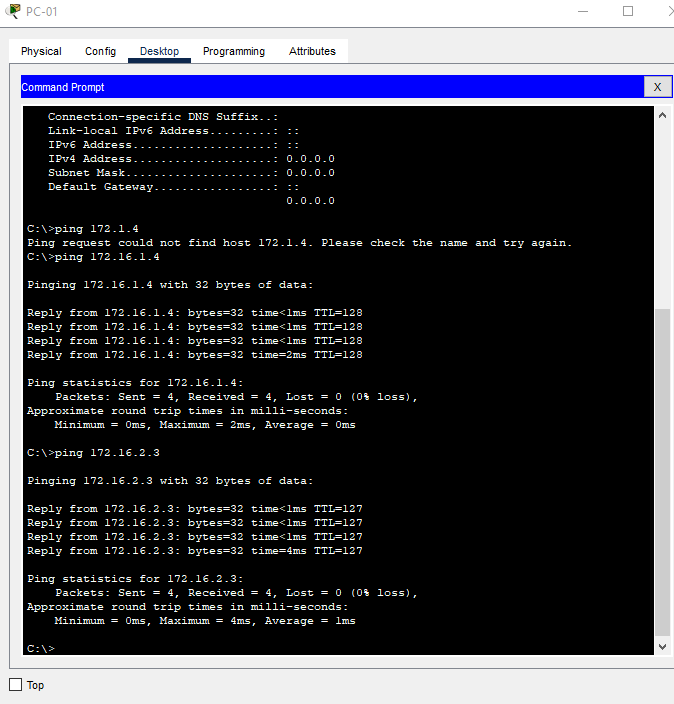 PC-01
Physical Config Desktop Programming Attributes
Command Prompt X
Connection-specific DNS Suffix..:
Link-local IPv6 Address.........: ::
IPv6 Address....................: ::
IPv4 Address....................: 0.0.0.0
Subnet Mask.....................: 0.0.0.0
Default Gateway.................: ::
0.0.0.0
C:\>ping 172.1.4
Ping request could not find host 172.1.4. Please check the name and try again.
C:\>ping 172.16.1.4
Pinging 172.16.1.4 with 32 bytes of data:
Reply from 172.16.1.4: bytes=32 time<1ms TTL=128
Reply from 172.16.1.4: bytes=32 time<1ms TTL=128
Reply from 172.16.1.4: bytes=32 time<1ms TTL=128
Reply from 172.16.1.4: bytes=32 time=2ms TTL=128
Ping statistics for 172.16.1.4:
Packets: Sent = 4, Received = 4, Lost = 0 (0% loss),
Approximate round trip times in milli-seconds:
Minimum = 0ms, Maximum = 2ms, Average = 0ms
C:\>ping 172.16.2.3
Pinging 172.16.2.3 with 32 bytes of data:
Reply from 172.16.2.3: bytes=32 time<1ms TTL=127
Reply from 172.16.2.3: bytes=32 time<1ms TTL=127
Reply from 172.16.2.3: bytes=32 time<1ms TTL=127
Reply from 172.16.2.3: bytes=32 time=4ms TTL=127
Ping statistics for 172.16.2.3:
Packets: Sent = 4, Received = 4, Lost = 0 (0% loss),
Approximate round trip times in milli-seconds:
Minimum = 0ms, Maximum = 4ms, Average = 1ms
C:\>
Top